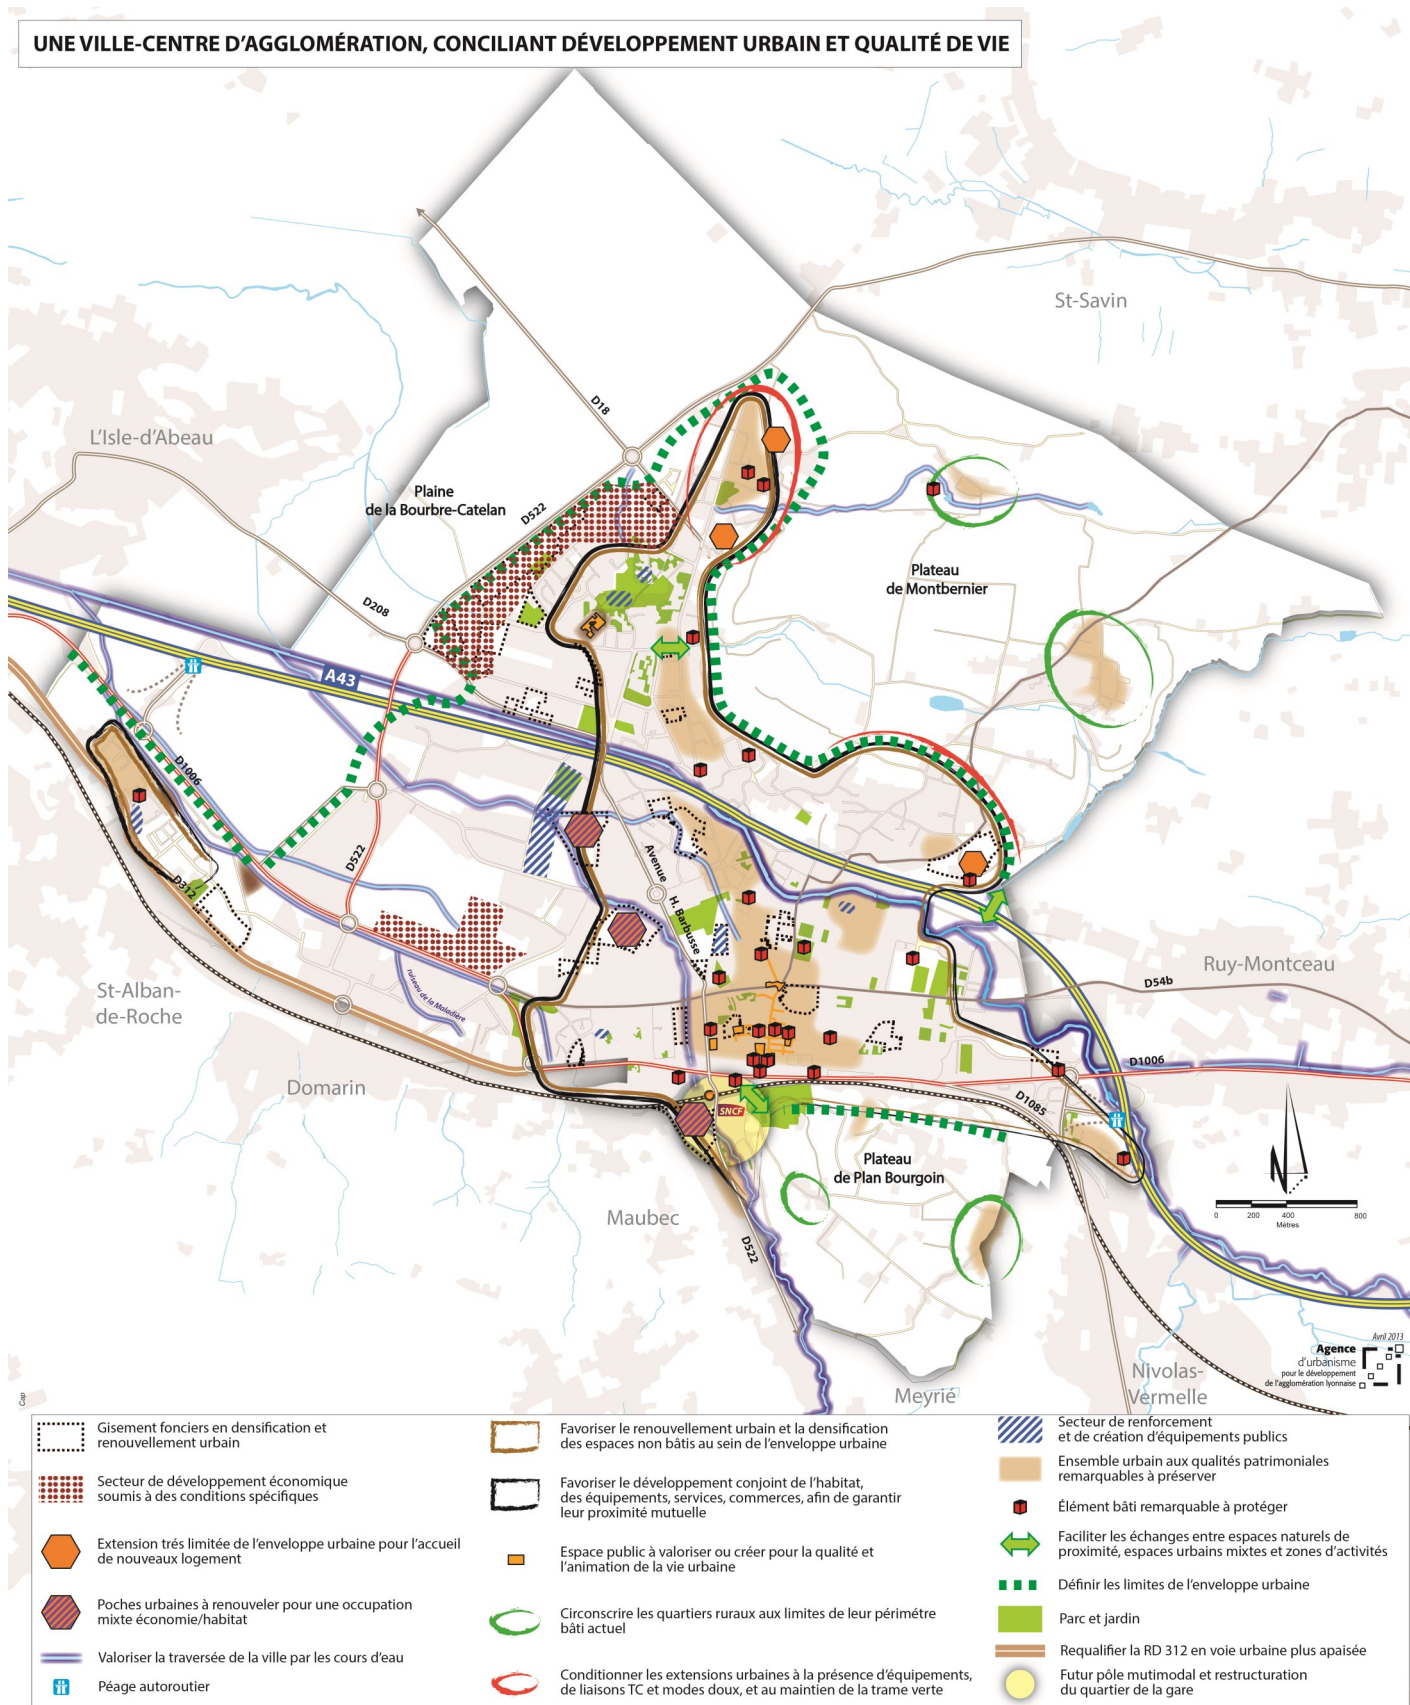 UNE VILLE-CENTRE D'AGGLOMÉRATION, CONCILIANT DÉVELOPPEMENT URBAIN ET QUALITÉ DE VIE
St-Savin
L'Isle-d'Abeau
D18
Plaine
de la Bourbre-Catelan
D522
Plateau
de Montbernier
D208
A43
D1006
D522
D312
Avenue
H. Barbusse
ruisseau de la Maladière
St-Alban-
de-Roche
Ruy-Montceau
D54b
Domarin
D1006
D1085
SNCF
Plateau
de Plan Bourgoin
Maubec
D522
0 200 400 800
Mètres
Meyrié
Nivolas-
Vermelle
Avril 2013
Agence
d'urbanisme
pour le développement
de l'agglomération lyonnaise
Cap
Gisement fonciers en densification et
renouvellement urbain
Secteur de développement économique
soumis à des conditions spécifiques
Extension trés limitée de l'enveloppe urbaine pour l'accueil
de nouveaux logement
Poches urbaines à renouveler pour une occupation
mixte économie/habitat
Valoriser la traversée de la ville par les cours d'eau
Péage autoroutier
Favoriser le renouvellement urbain et la densification
des espaces non bâtis au sein de l'enveloppe urbaine
Favoriser le développement conjoint de l'habitat,
des équipements, services, commerces, afin de garantir
leur proximité mutuelle
Espace public à valoriser ou créer pour la qualité et
l'animation de la vie urbaine
Circonscrire les quartiers ruraux aux limites de leur périmétre
bâti actuel
Conditionner les extensions urbaines à la présence d'équipements,
de liaisons TC et modes doux, et au maintien de la trame verte
Secteur de renforcement
et de création d'équipements publics
Ensemble urbain aux qualités patrimoniales
remarquables à préserver
Élément bâti remarquable à protéger
Faciliter les échanges entre espaces naturels de
proximité, espaces urbains mixtes et zones d'activités
Définir les limites de l'enveloppe urbaine
Parc et jardin
Requalifier la RD 312 en voie urbaine plus apaisée
Futur pôle mutimodal et restructuration
du quartier de la gare